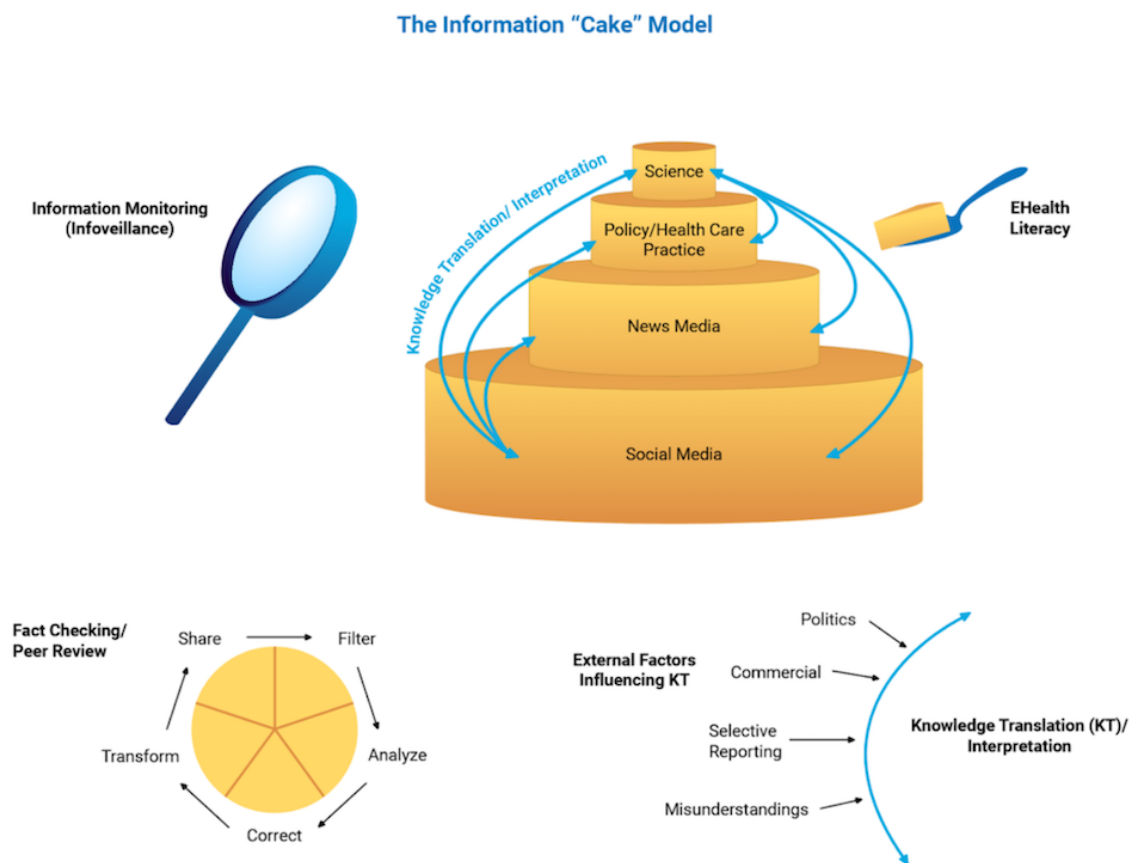 The Information “Cake” Model
Information Monitoring
(Infoveillance)
Knowledge Translation/ Interpretation
Science
Policy/Health Care
Practice
News Media
Social Media
EHealth
Literacy
Fact Checking/
Peer Review
Share
Filter
Analyze
Correct
Transform
External Factors
Influencing KT
Politics
Commercial
Selective
Reporting
Misunderstandings
Knowledge Translation (KT)/
Interpretation